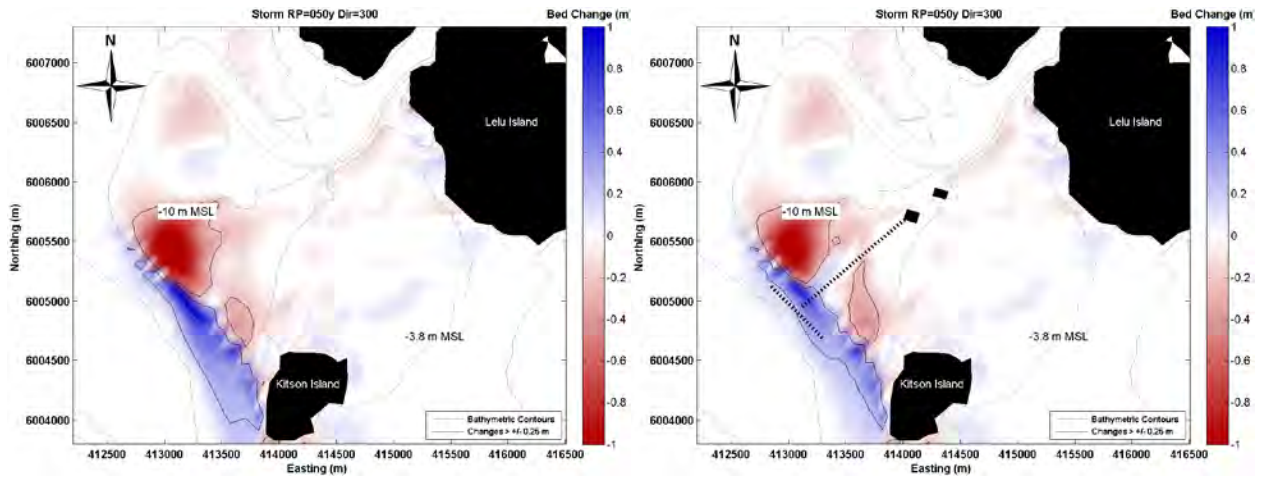 Storm RP=050y Dir=300
Bed Change (m)
N
Lelu Island
-10 m MSL
-3.8 m MSL
Kitson Island
Bathymetric Contours
Changes > +/- 0.25 m
Northing (m)
6007000
6006500
6006000
6005500
6005000
6004500
6004000
412500 413000 413500 414000 414500 415000 415500 416000 416500
Easting (m)
1
0.8
0.6
0.4
0.2
0
-0.2
-0.4
-0.6
-0.8
-1
Storm RP=050y Dir=300
Bed Change (m)
N
Lelu Island
-10 m MSL
-3.8 m MSL
Kitson Island
Bathymetric Contours
Changes > +/- 0.25 m
Northing (m)
6007000
6006500
6006000
6005500
6005000
6004500
6004000
412500 413000 413500 414000 414500 415000 415500 416000 416500
Easting (m)
1
0.8
0.6
0.4
0.2
0
-0.2
-0.4
-0.6
-0.8
-1